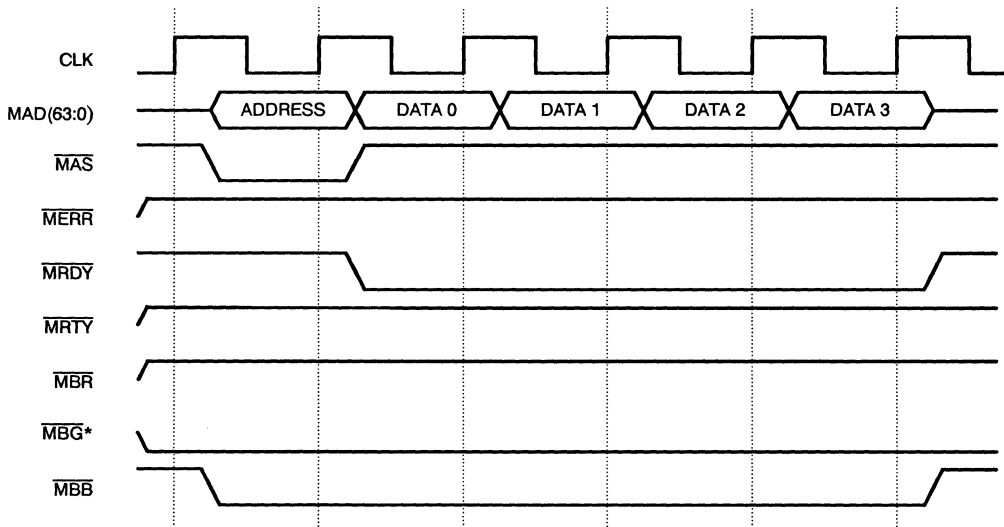 CLK
MAD(63:0) ADDRESS DATA 0 DATA 1 DATA 2 DATA 3
MAS
MERR
MRDY
MRTY
MBR
MBG*
MBB